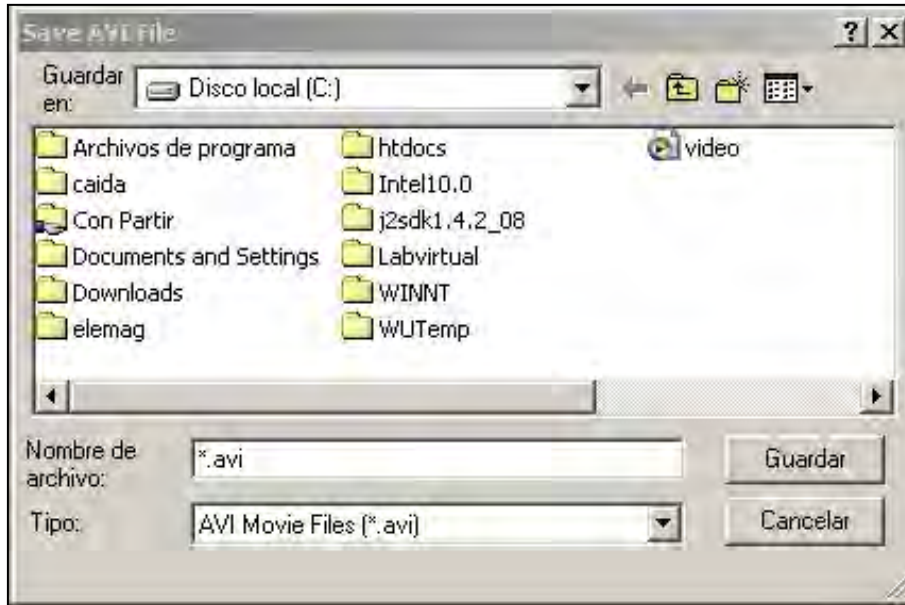 Save AVI File
Guardar en:
Disco local (C:)
Archivos de programa
caida
Con Partir
Documents and Settings
Downloads
elemag
htdocs
Intel10.0
j2sdk1.4.2_08
Labvirtual
WINNT
WUTemp
video
Nombre de archivo:
*.avi
Guardar
Tipo:
AVI Movie Files (*.avi)
Cancelar